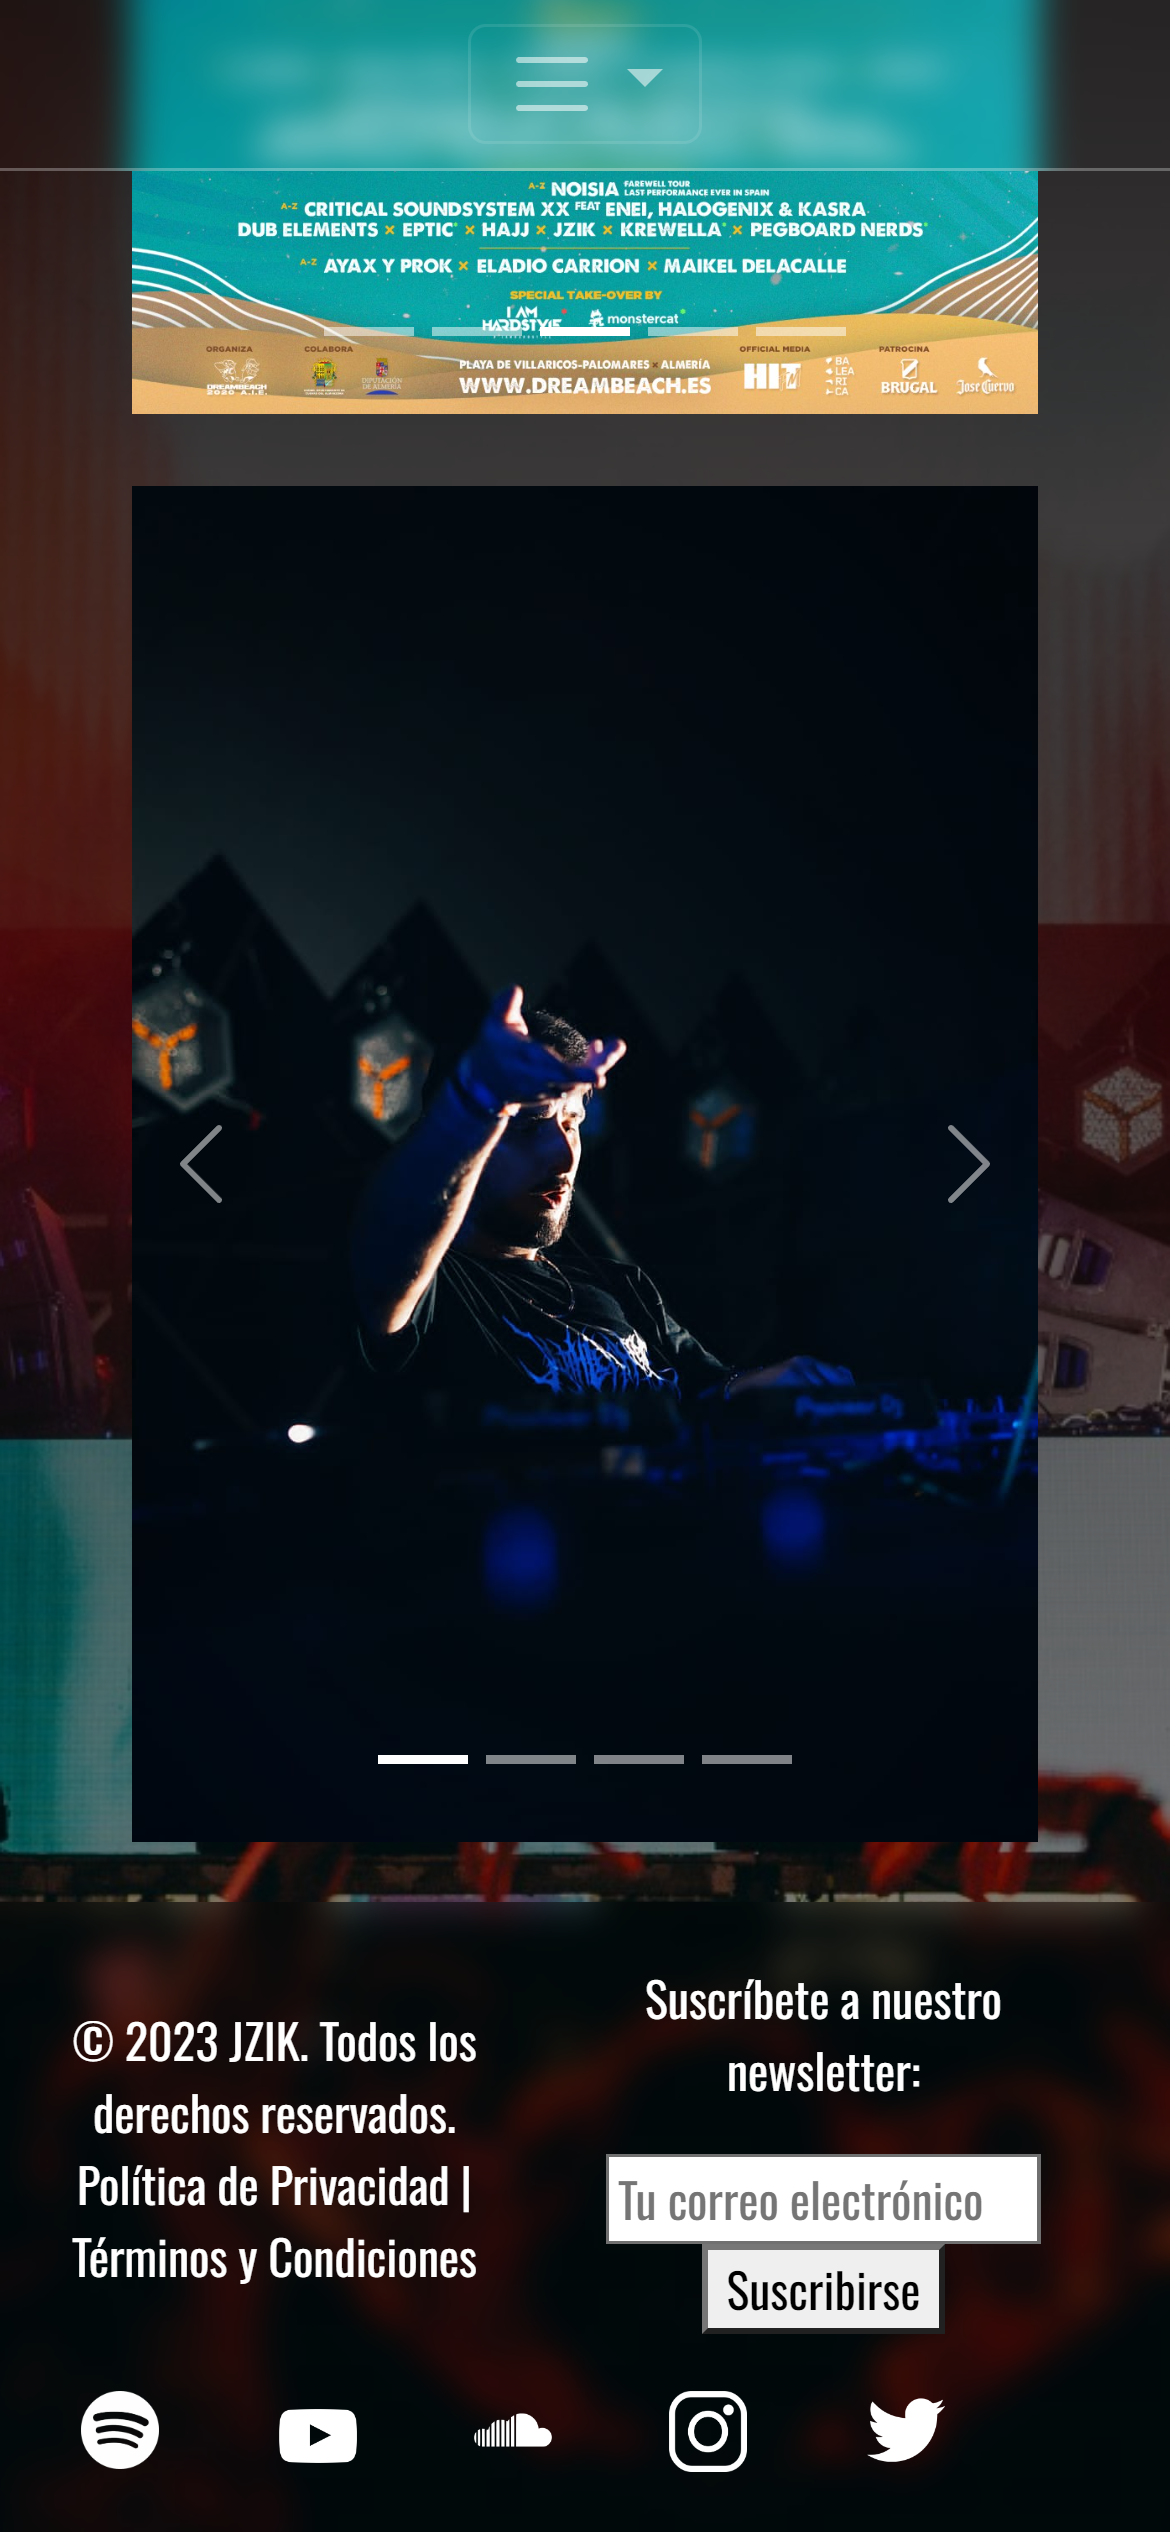 A-Z NOISIA FAREWELL TOUR
LAST PERFORMANCE EVER IN SPAIN
A-Z CRITICAL SOUNDSYSTEM XX FEAT ENEI, HALOGENIX & KASRA
DUB ELEMENTS × EPTIC × HAJJ × JZIK × KREWELLA × PEGBOARD NERDS
A-Z AYAX Y PROK × ELADIO CARRION × MAIKEL DELACALLE
SPECIAL TAKE-OVER BY
I AM
HARDSTYLE
monstercat
ORGANIZA
COLABORA
OFFICIAL MEDIA
PATROCINA
DREAMBEACH
2020 A.I.E.
DIPUTACIÓN
DE ALMERÍA
PLAYA DE VILLARICOS-PALOMARES × ALMERÍA
WWW.DREAMBEACH.ES
HIT
BA
LEA
RI
CA
BRUGAL
Jose Cuervo
Pioneer Dj
Pioneer Dj
© 2023 JZIK. Todos los
derechos reservados.
Política de Privacidad |
Términos y Condiciones
Suscríbete a nuestro
newsletter:
Tu correo electrónico
Suscribirse